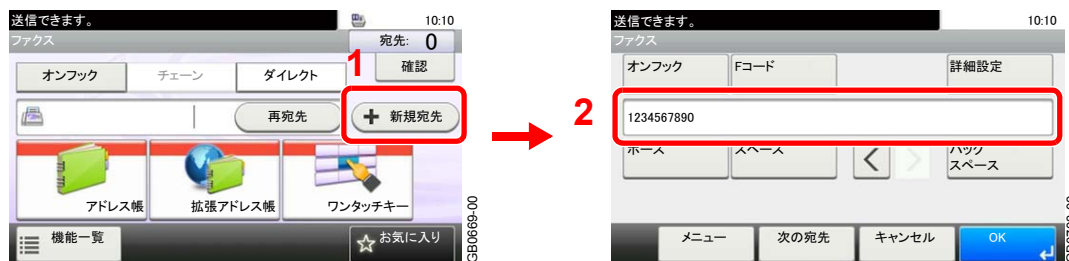 送信できます。
10:10
ファクス
宛先: 0
1
オンフック
チェーン
ダイレクト
確認
再宛先
+ 新規宛先
アドレス帳
拡張アドレス帳
ワンタッチキー
機能一覧
お気に入り
GB0669-00
2
送信できます。
10:10
ファクス
オンフック
Fコード
詳細設定
1234567890
ポーズ
スペース
バック
スペース
メニュー
次の宛先
キャンセル
OK